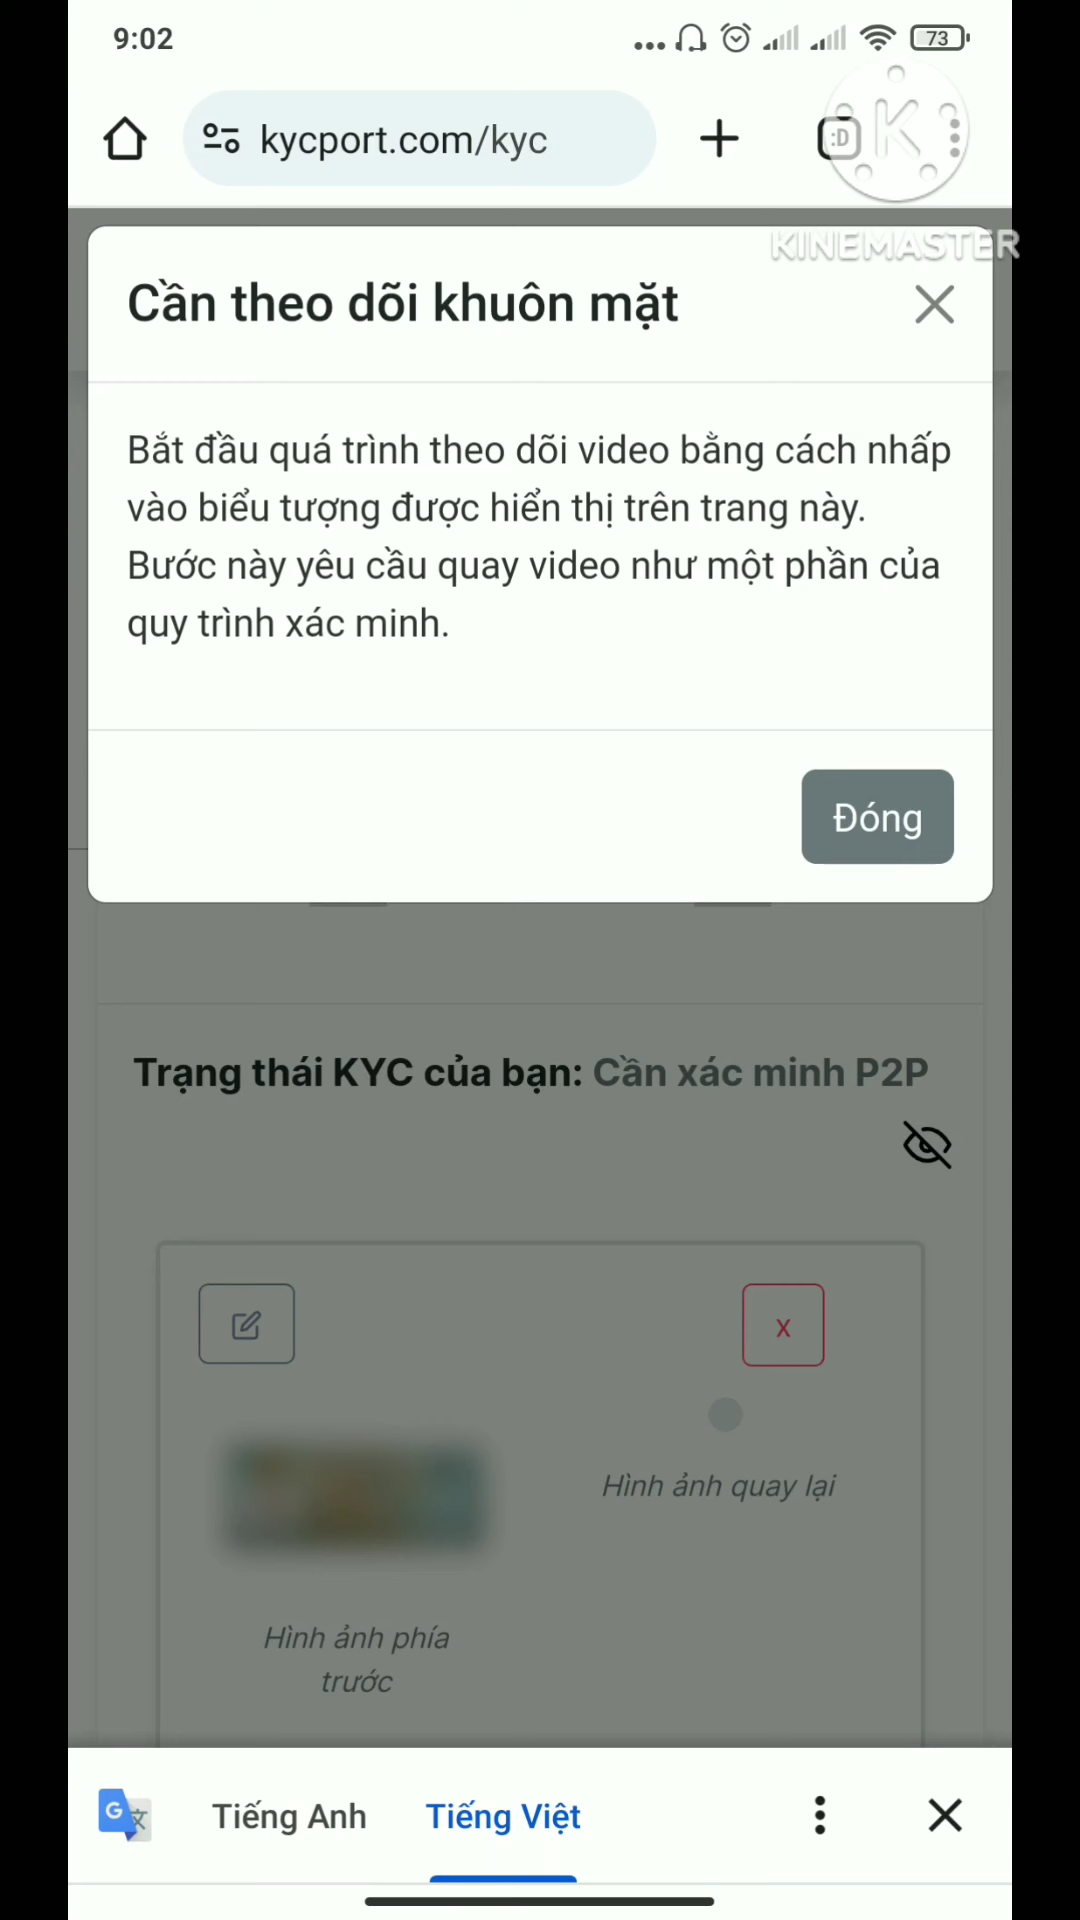 9:02
73
kycport.com/kyc
:D
K
KINEMASTER
Cần theo dõi khuôn mặt
Bắt đầu quá trình theo dõi video bằng cách nhấp
vào biểu tượng được hiển thị trên trang này.
Bước này yêu cầu quay video như một phần của
quy trình xác minh.
Đóng
Trạng thái KYC của bạn: Cần xác minh P2P
x
Hình ảnh quay lại
Hình ảnh phía
trước
G 文
Tiếng Anh
Tiếng Việt